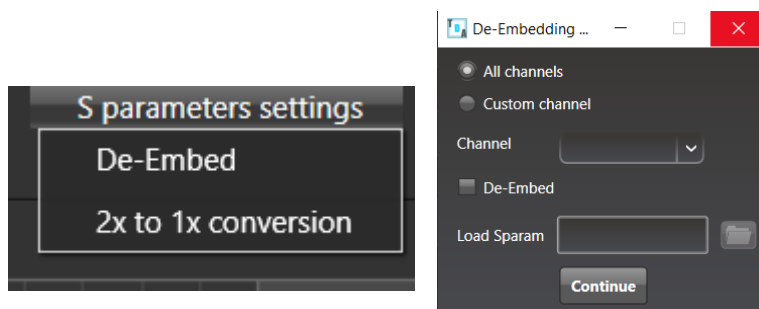 S parameters settings
De-Embed
2x to 1x conversion
De-Embedding ...
All channels
Custom channel
Channel
De-Embed
Load Sparam
Continue